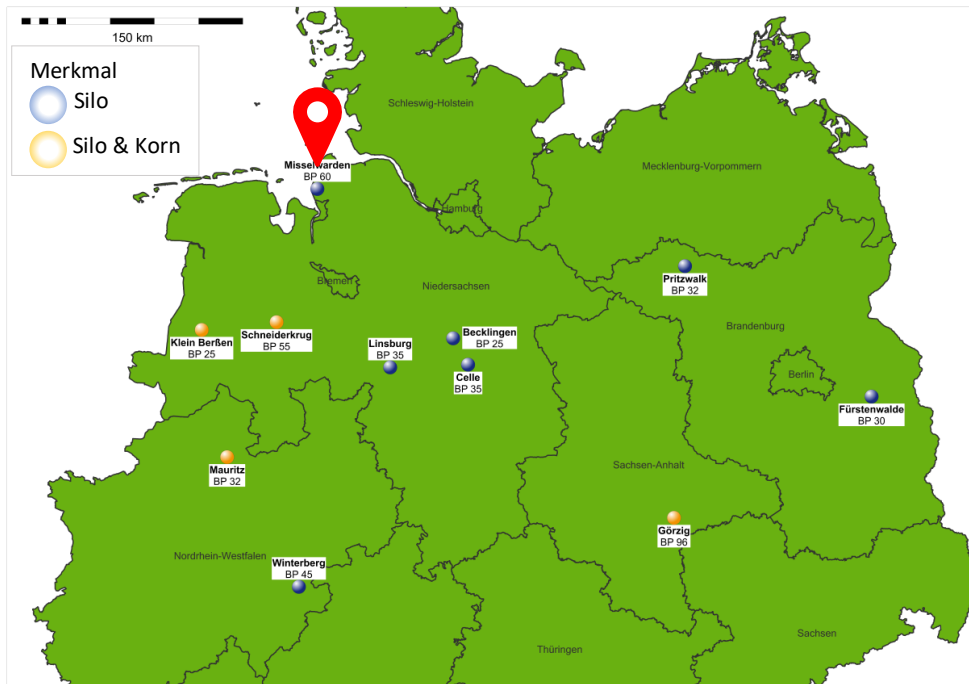 150 km
Merkmal
Silo
Silo & Korn
Schleswig-Holstein
Mecklenburg-Vorpommern
Misselwarden
BP 60
Hamburg
Bremen
Niedersachsen
Pritzwalk
BP 32
Brandenburg
Klein Berßen
BP 25
Schneiderkrug
BP 55
Linsburg
BP 35
Becklingen
BP 25
Celle
BP 35
Berlin
Fürstenwalde
BP 30
Mauritz
BP 32
Sachsen-Anhalt
Görzig
BP 96
Nordrhein-Westfalen
Winterberg
BP 45
Thüringen
Sachsen